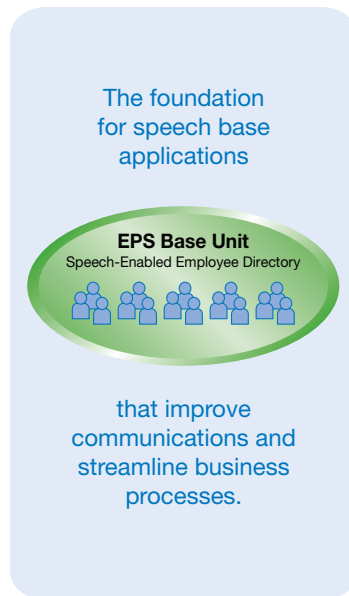 The foundation
for speech base
applications
EPS Base Unit
Speech-Enabled Employee Directory
that improve
communications and
streamline business
processes.